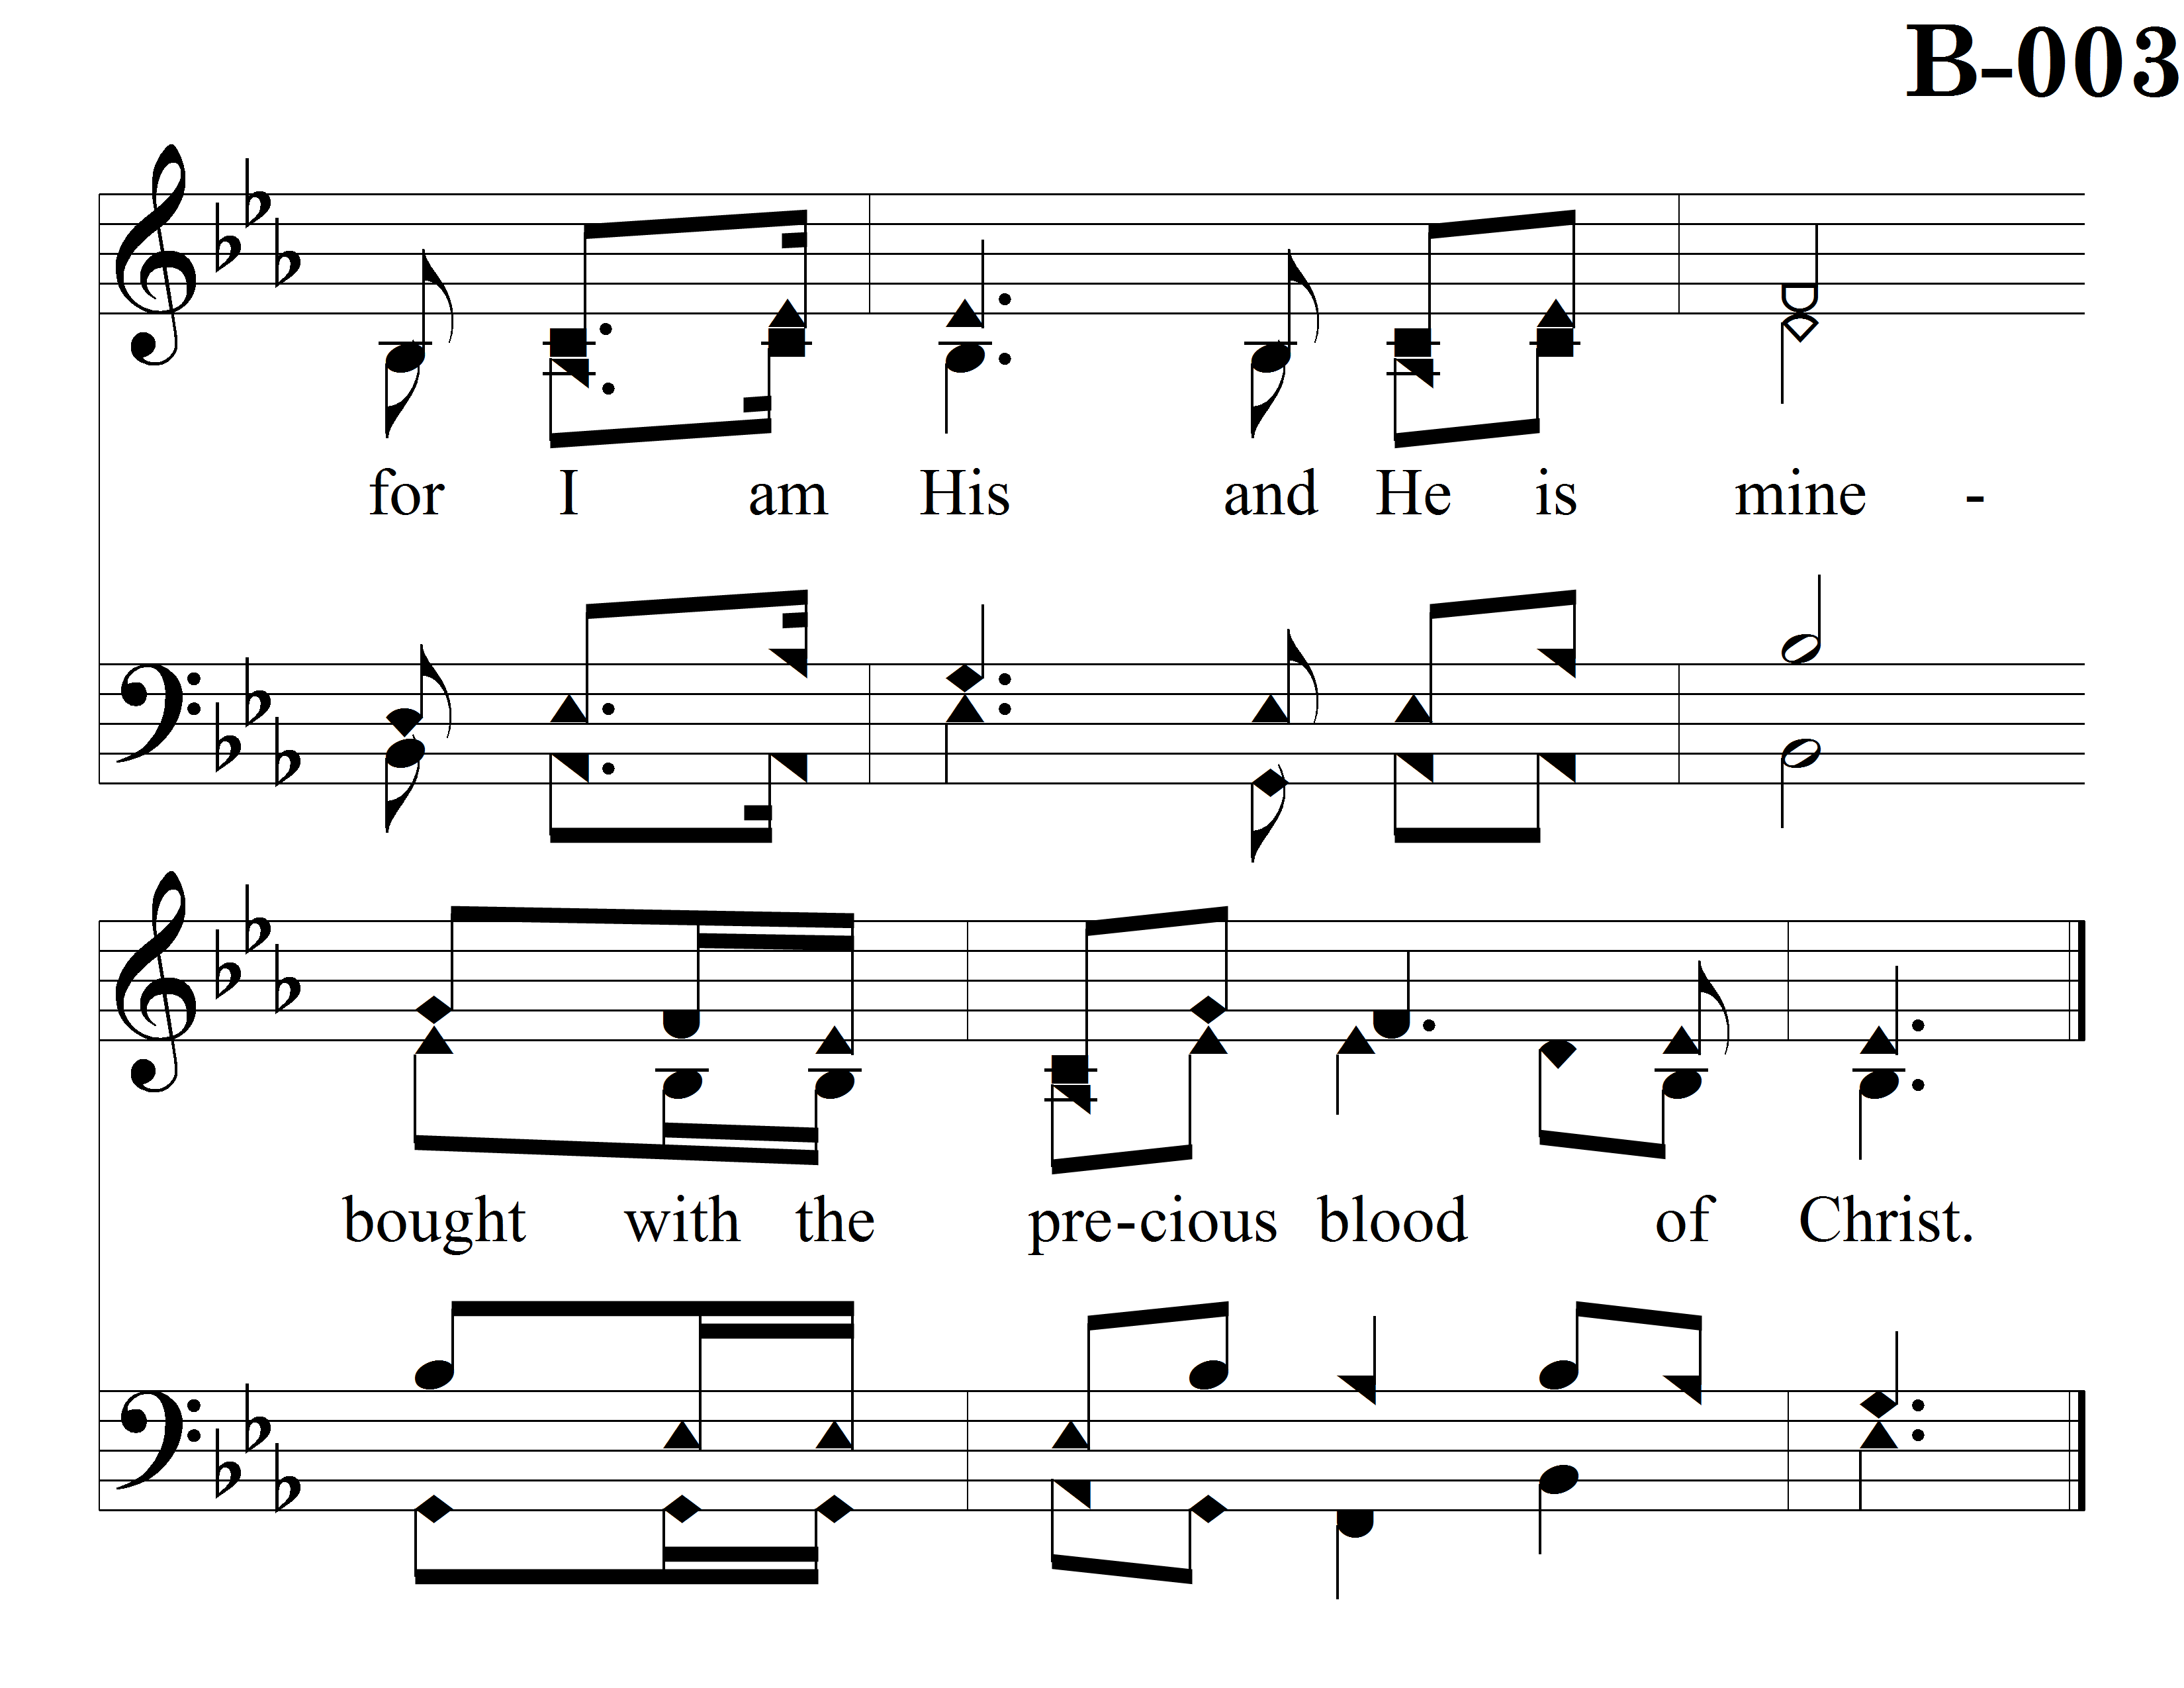 B-003
for I am His and He is mine -
bought with the pre-cious blood of Christ.